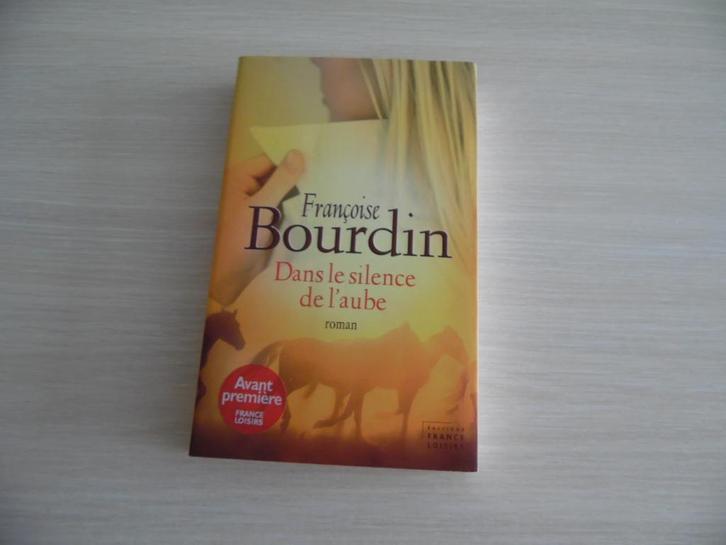 Françoise
Bourdin
Dans le silence
de l'aube
roman
Avant
première
FRANCE
LOISIRS
ÉDITIONS
FRANCE
LOISIRS